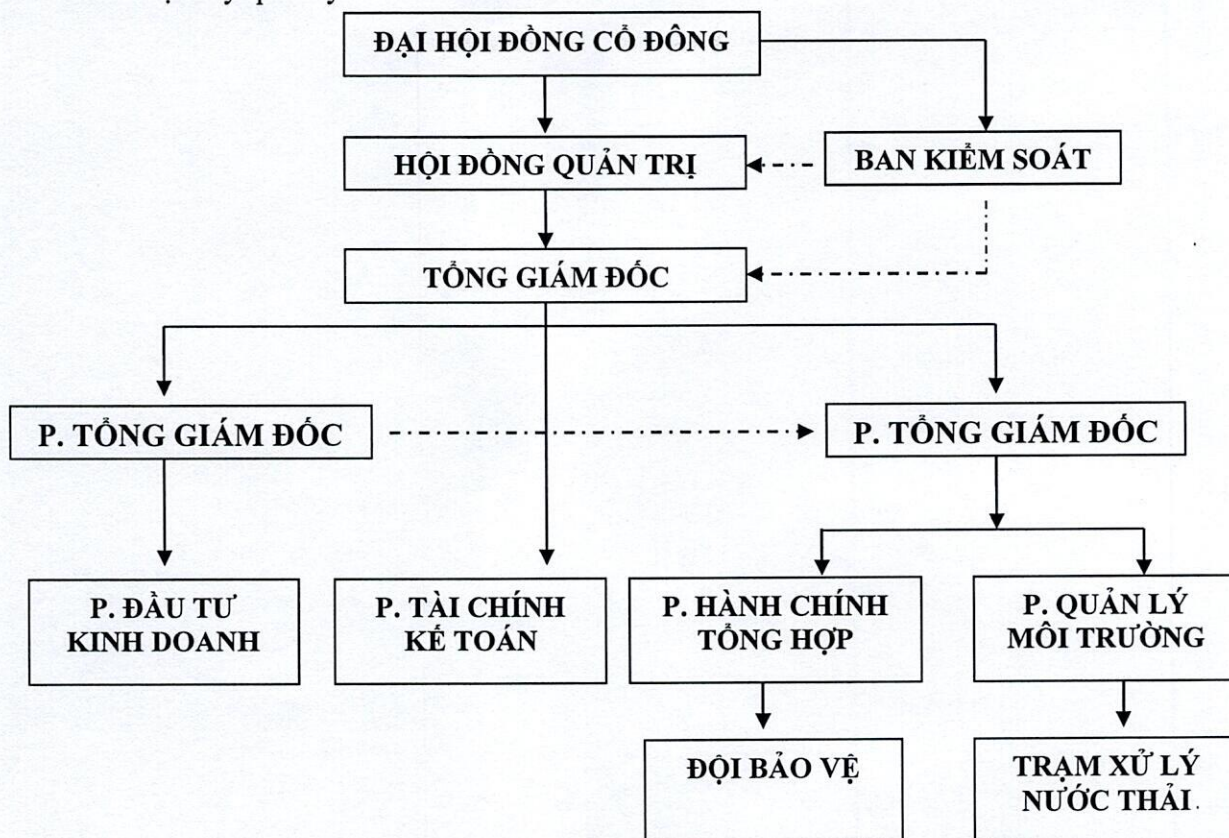 ĐẠI HỘI ĐỒNG CỔ ĐÔNG
HỘI ĐỒNG QUẢN TRỊ
BAN KIỂM SOÁT
TỔNG GIÁM ĐỐC
P. TỔNG GIÁM ĐỐC
P. TỔNG GIÁM ĐỐC
P. ĐẦU TƯ
KINH DOANH
P. TÀI CHÍNH
KẾ TOÁN
P. HÀNH CHÍNH
TỔNG HỢP
P. QUẢN LÝ
MÔI TRƯỜNG
ĐỘI BẢO VỆ
TRẠM XỬ LÝ
NƯỚC THẢI